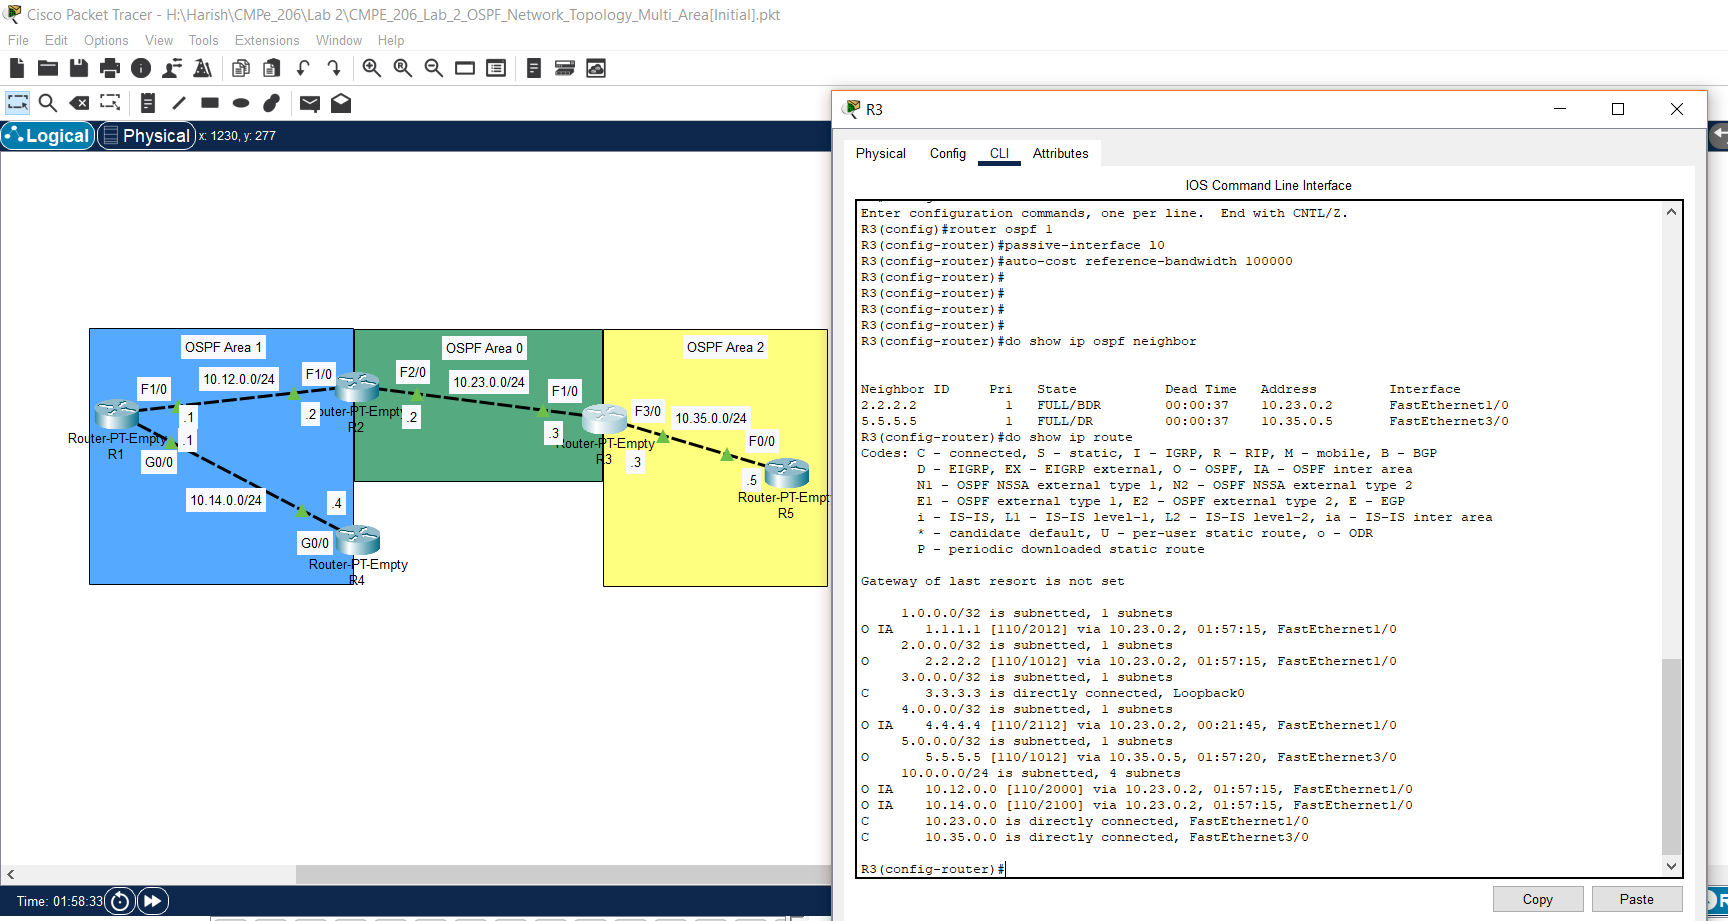 Cisco Packet Tracer - H:\Harish\CMPe_206\Lab 2\CMPE_206_Lab_2_OSPF_Network_Topology_Multi_Area[Initial].pkt
File Edit Options View Tools Extensions Window Help
Logical Physical x: 1230, y: 277
OSPF Area 1
OSPF Area 0
OSPF Area 2
F1/0
10.12.0.0/24
F1/0
F2/0
10.23.0.0/24
F1/0
F3/0
10.35.0.0/24
F0/0
.1
.2
.2
.3
.3
.5
.1
Router-PT-Empty
R1
outer-PT-Empty
R2
outer-PT-Empty
R3
Router-PT-Empt
R5
G0/0
10.14.0.0/24
.4
G0/0
Router-PT-Empty
R4
Time: 01:58:33
R3
Physical Config CLI Attributes
IOS Command Line Interface
Enter configuration commands, one per line. End with CNTL/Z.
R3(config)#router ospf 1
R3(config-router)#passive-interface l0
R3(config-router)#auto-cost reference-bandwidth 100000
R3(config-router)#
R3(config-router)#
R3(config-router)#
R3(config-router)#
R3(config-router)#do show ip ospf neighbor
Neighbor ID Pri State Dead Time Address Interface
2.2.2.2 1 FULL/BDR 00:00:37 10.23.0.2 FastEthernet1/0
5.5.5.5 1 FULL/DR 00:00:37 10.35.0.5 FastEthernet3/0
R3(config-router)#do show ip route
Codes: C - connected, S - static, I - IGRP, R - RIP, M - mobile, B - BGP
D - EIGRP, EX - EIGRP external, O - OSPF, IA - OSPF inter area
N1 - OSPF NSSA external type 1, N2 - OSPF NSSA external type 2
E1 - OSPF external type 1, E2 - OSPF external type 2, E - EGP
i - IS-IS, L1 - IS-IS level-1, L2 - IS-IS level-2, ia - IS-IS inter area
* - candidate default, U - per-user static route, o - ODR
P - periodic downloaded static route
Gateway of last resort is not set
1.0.0.0/32 is subnetted, 1 subnets
O IA 1.1.1.1 [110/2012] via 10.23.0.2, 01:57:15, FastEthernet1/0
2.0.0.0/32 is subnetted, 1 subnets
O 2.2.2.2 [110/1012] via 10.23.0.2, 01:57:15, FastEthernet1/0
3.0.0.0/32 is subnetted, 1 subnets
C 3.3.3.3 is directly connected, Loopback0
4.0.0.0/32 is subnetted, 1 subnets
O IA 4.4.4.4 [110/2112] via 10.23.0.2, 00:21:45, FastEthernet1/0
5.0.0.0/32 is subnetted, 1 subnets
O 5.5.5.5 [110/1012] via 10.35.0.5, 01:57:20, FastEthernet3/0
10.0.0.0/24 is subnetted, 4 subnets
O IA 10.12.0.0 [110/2000] via 10.23.0.2, 01:57:15, FastEthernet1/0
O IA 10.14.0.0 [110/2100] via 10.23.0.2, 01:57:15, FastEthernet1/0
C 10.23.0.0 is directly connected, FastEthernet1/0
C 10.35.0.0 is directly connected, FastEthernet3/0
R3(config-router)#
Copy Paste